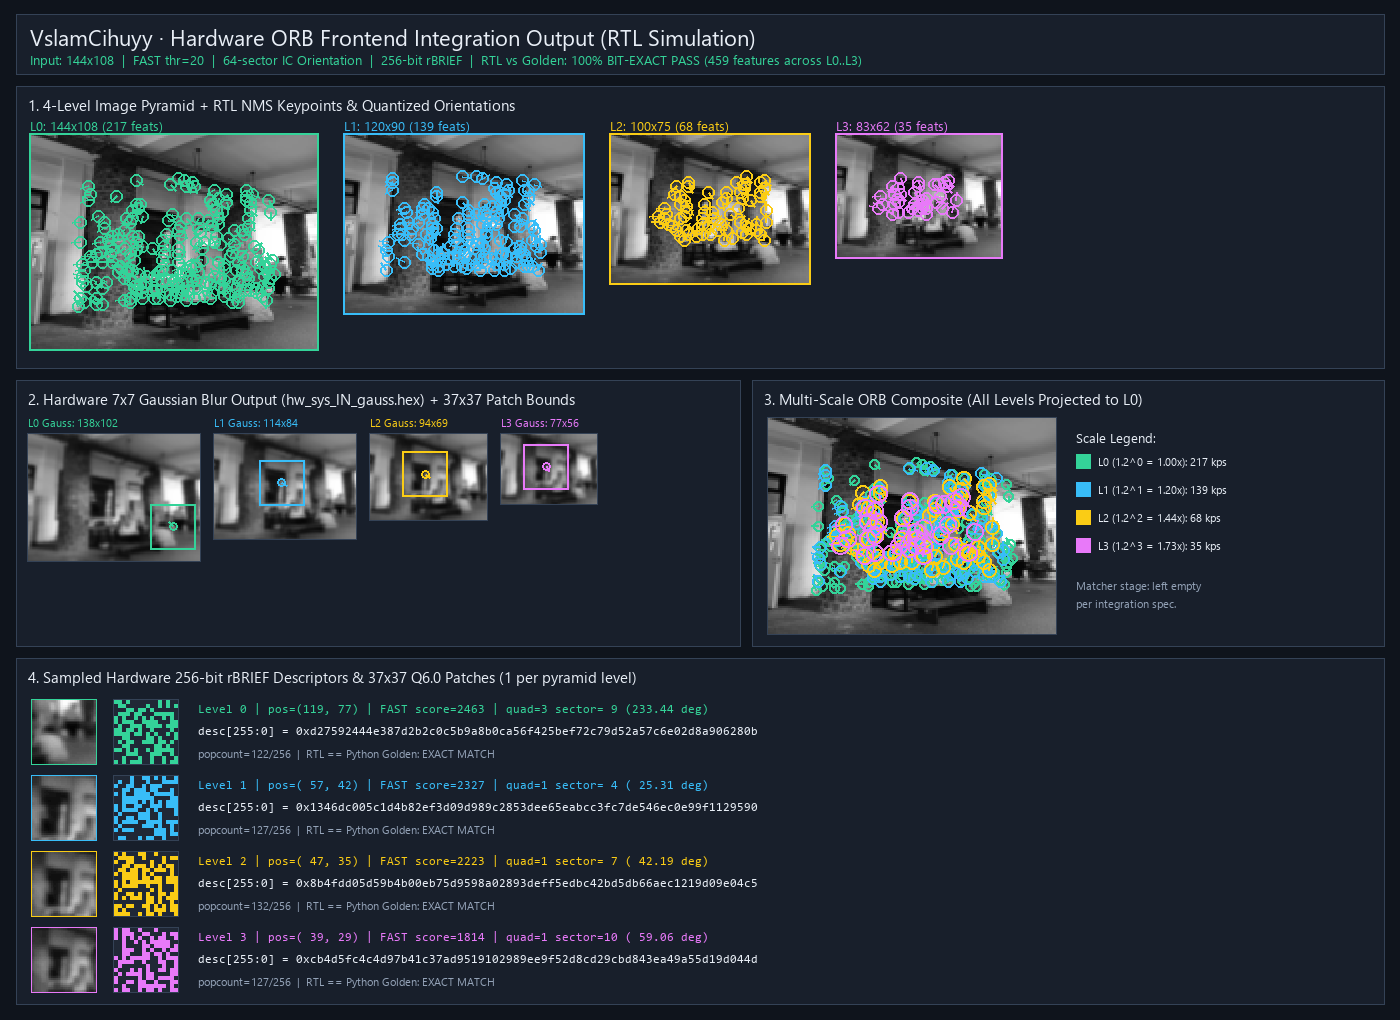 VslamCihuyy · Hardware ORB Frontend Integration Output (RTL Simulation)
Input: 144x108 | FAST thr=20 | 64-sector IC Orientation | 256-bit rBRIEF | RTL vs Golden: 100% BIT-EXACT PASS (459 features across L0..L3)
1. 4-Level Image Pyramid + RTL NMS Keypoints & Quantized Orientations
L0: 144x108 (217 feats)
L1: 120x90 (139 feats)
L2: 100x75 (68 feats)
L3: 83x62 (35 feats)
2. Hardware 7x7 Gaussian Blur Output (hw_sys_lN_gauss.hex) + 37x37 Patch Bounds
L0 Gauss: 138x102
L1 Gauss: 114x84
L2 Gauss: 94x69
L3 Gauss: 77x56
3. Multi-Scale ORB Composite (All Levels Projected to L0)
Scale Legend:
L0 (1.2^0 = 1.00x): 217 kps
L1 (1.2^1 = 1.20x): 139 kps
L2 (1.2^2 = 1.44x): 68 kps
L3 (1.2^3 = 1.73x): 35 kps
Matcher stage: left empty
per integration spec.
4. Sampled Hardware 256-bit rBRIEF Descriptors & 37x37 Q6.0 Patches (1 per pyramid level)
Level 0 | pos=(119, 77) | FAST score=2463 | quad=3 sector= 9 (233.44 deg)
desc[255:0] = 0xd27592444e387d2b2c0c5b9a8b0ca56f425bef72c79d52a57c6e02d8a906280b
popcount=122/256 | RTL == Python Golden: EXACT MATCH
Level 1 | pos=( 57, 42) | FAST score=2327 | quad=1 sector= 4 ( 25.31 deg)
desc[255:0] = 0x1346dc005c1d4b82ef3d09d989c2853dee65eabcc3fc7de546ec0e99f1129590
popcount=127/256 | RTL == Python Golden: EXACT MATCH
Level 2 | pos=( 47, 35) | FAST score=2223 | quad=1 sector= 7 ( 42.19 deg)
desc[255:0] = 0x8b4fdd05d59b4b00eb75d9598a02893deff5edbc42bd5db66aec1219d09e04c5
popcount=132/256 | RTL == Python Golden: EXACT MATCH
Level 3 | pos=( 39, 29) | FAST score=1814 | quad=1 sector=10 ( 59.06 deg)
desc[255:0] = 0xcb4d5fc4c4d97b41c37ad9519102989ee9f52d8cd29cbd843ea49a55d19d044d
popcount=127/256 | RTL == Python Golden: EXACT MATCH